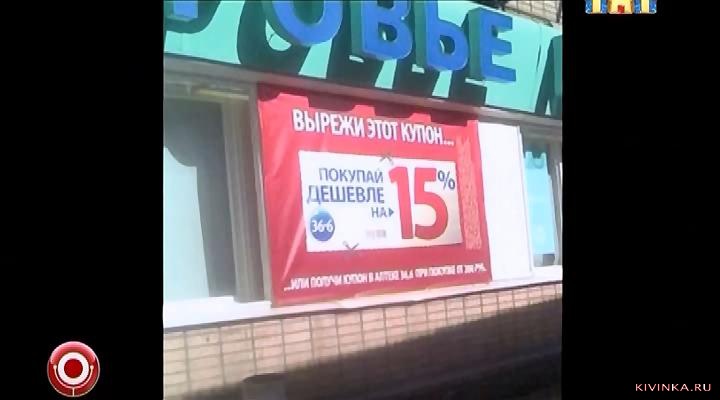 ТНТ
ОВЬЕ
ВЫРЕЖИ ЭТОТ КУПОН...
ПОКУПАЙ
ДЕШЕВЛЕ
НА 15%
36,6
...ИЛИ ПОЛУЧИ КУПОН В АПТЕКЕ 36,6 ПРИ ПОКУПКЕ ОТ 300 РУБ.
KIVINKA.RU